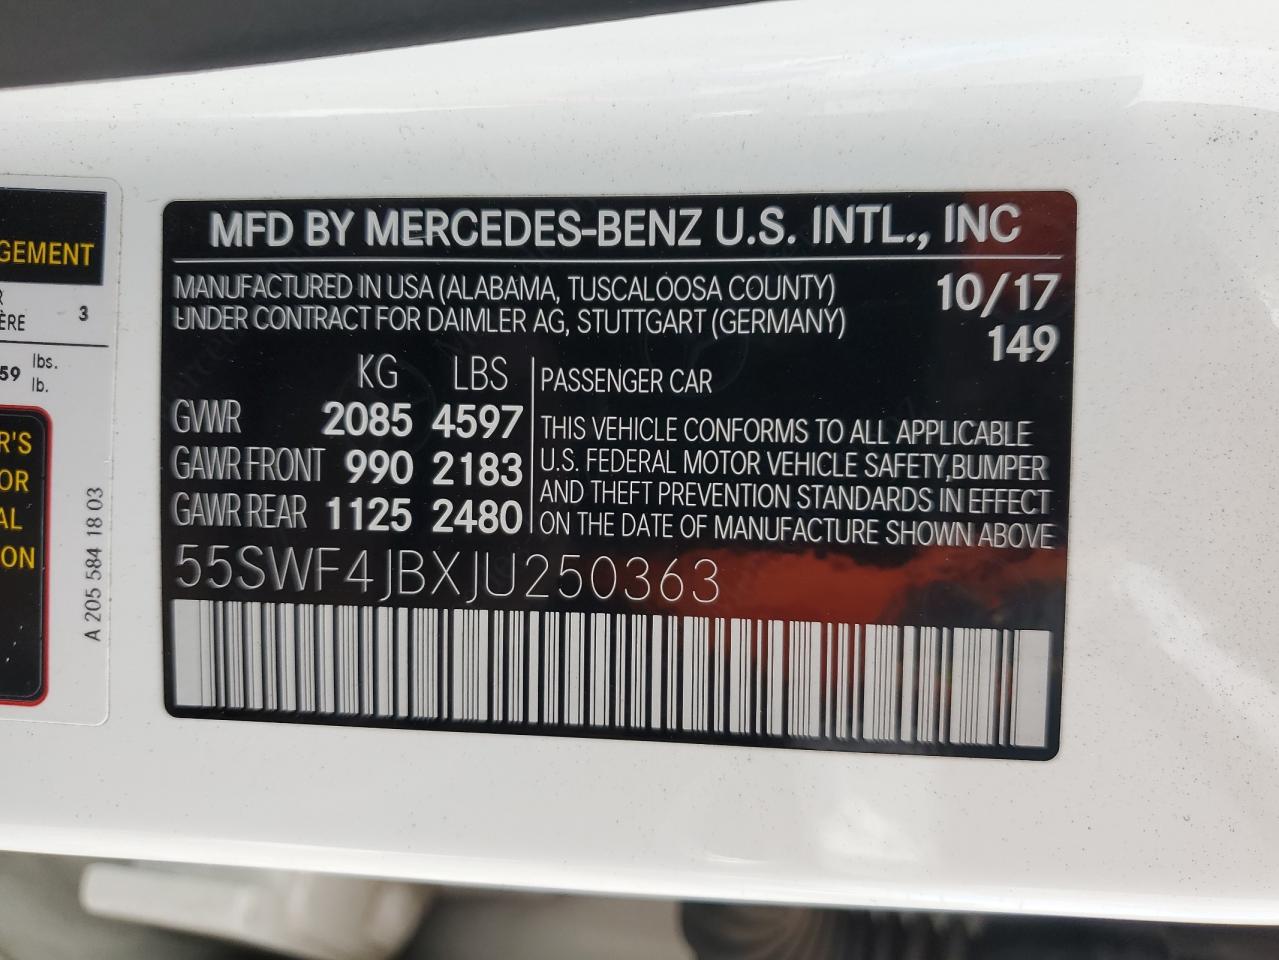 GEMENT
R
ÈRE 3
59 lbs.
lb.
R'S
OR
AL
ON
A 205 584 18 03
MFD BY MERCEDES-BENZ U.S. INTL., INC
MANUFACTURED IN USA (ALABAMA, TUSCALOOSA COUNTY) 10/17
UNDER CONTRACT FOR DAIMLER AG, STUTTGART (GERMANY) 149
KG LBS
GVWR 2085 4597
GAWR FRONT 990 2183
GAWR REAR 1125 2480
PASSENGER CAR
THIS VEHICLE CONFORMS TO ALL APPLICABLE
U.S. FEDERAL MOTOR VEHICLE SAFETY, BUMPER
AND THEFT PREVENTION STANDARDS IN EFFECT
ON THE DATE OF MANUFACTURE SHOWN ABOVE
55SWF4JBXJU250363